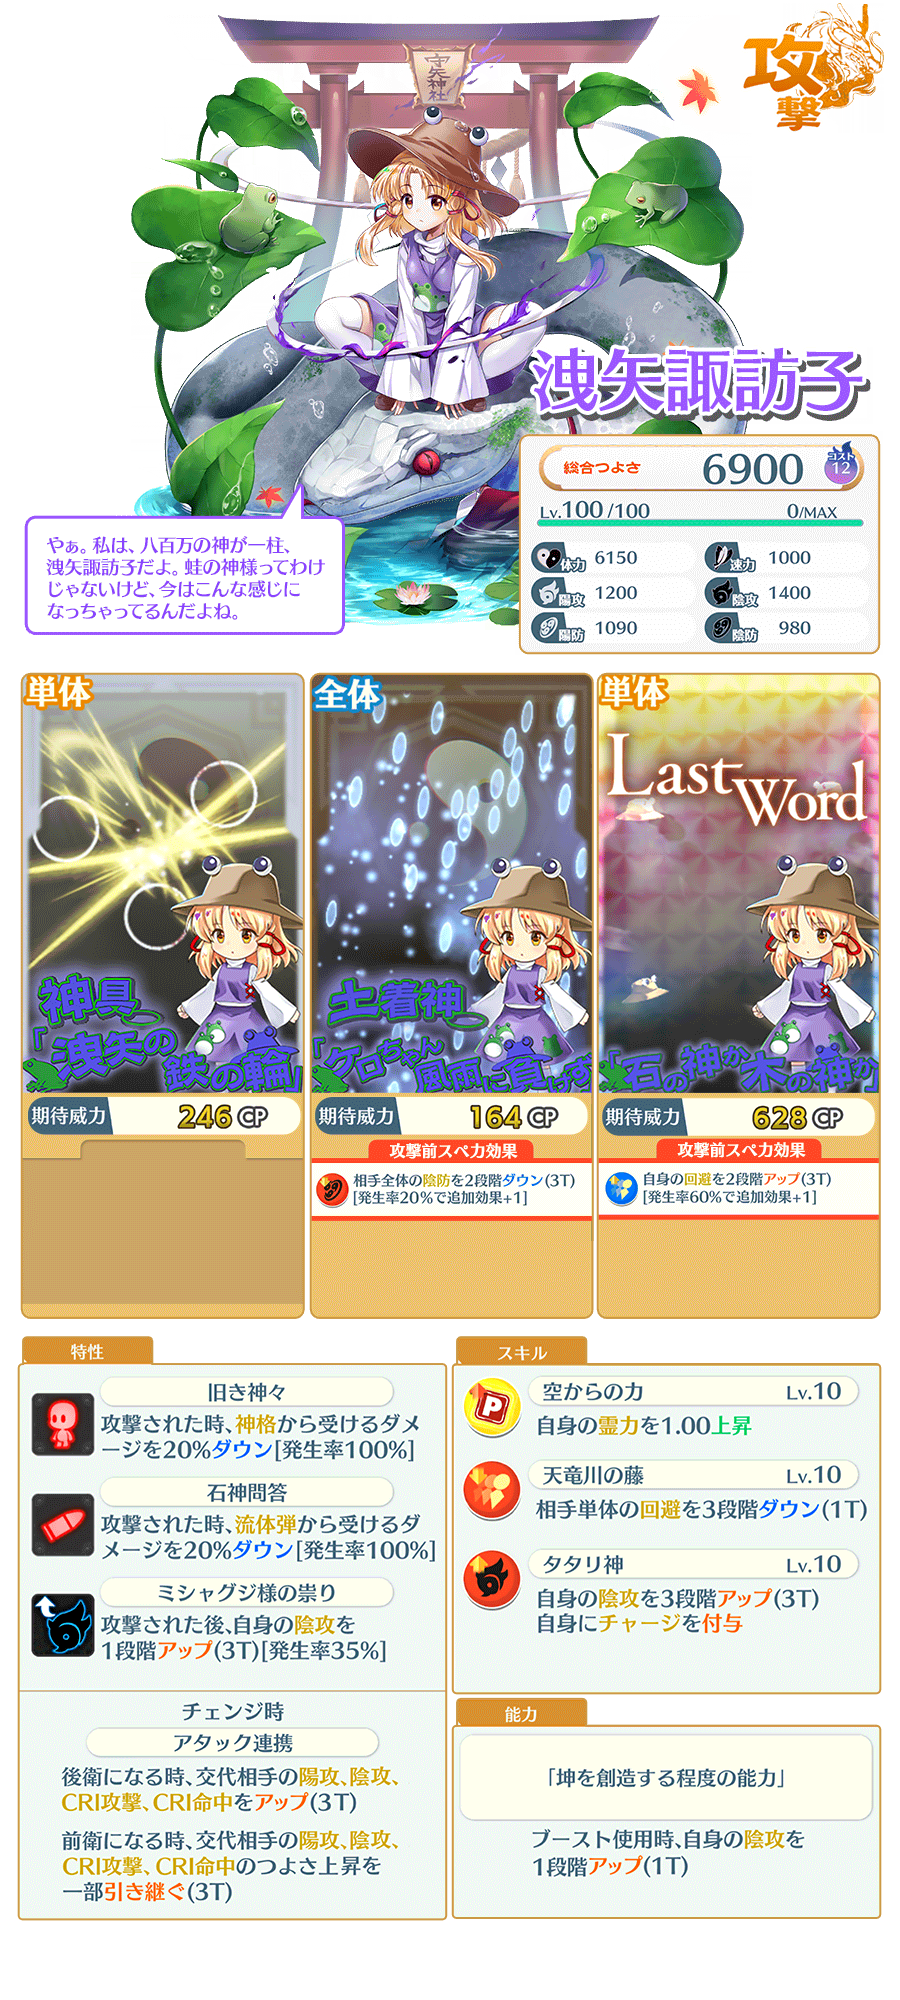 守矢神社
攻撃
洩矢諏訪子
総合つよさ 6900 コスト12
Lv.100/100 0/MAX
体力 6150 速力 1000
陽攻 1200 陰攻 1400
陽防 1090 陰防 980
やぁ。私は、八百万の神が一柱、
洩矢諏訪子だよ。蛙の神様ってわけ
じゃないけど、今はこんな感じに
なっちゃってるんだよね。
単体
神具
「洩矢の
鉄の輪」
期待威力 246 CP
全体
土着神
「ケロちゃん
風雨に負けず
期待威力 164 CP
攻撃前スペカ効果
相手全体の陰防を2段階ダウン(3T)
[発生率20%で追加効果+1]
単体
Last
Word
「石の神か木の神か
期待威力 628 CP
攻撃前スペカ効果
自身の回避を2段階アップ(3T)
[発生率60%で追加効果+1]
特性
旧き神々
攻撃された時、神格から受けるダメ
ージを20%ダウン[発生率100%]
石神問答
攻撃された時、流体弾から受けるダ
メージを20%ダウン[発生率100%]
ミシャグジ様の祟り
攻撃された後、自身の陰攻を
1段階アップ(3T)[発生率35%]
チェンジ時
アタック連携
後衛になる時、交代相手の陽攻、陰攻、
CRI攻撃、CRI命中をアップ(3T)
前衛になる時、交代相手の陽攻、陰攻、
CRI攻撃、CRI命中のつよさ上昇を
一部引き継ぐ(3T)
スキル
P
空からの力 Lv.10
自身の霊力を1.00上昇
天竜川の藤 Lv.10
相手単体の回避を3段階ダウン(1T)
タタリ神 Lv.10
自身の陰攻を3段階アップ(3T)
自身にチャージを付与
能力
「坤を創造する程度の能力」
ブースト使用時、自身の陰攻を
1段階アップ(1T)